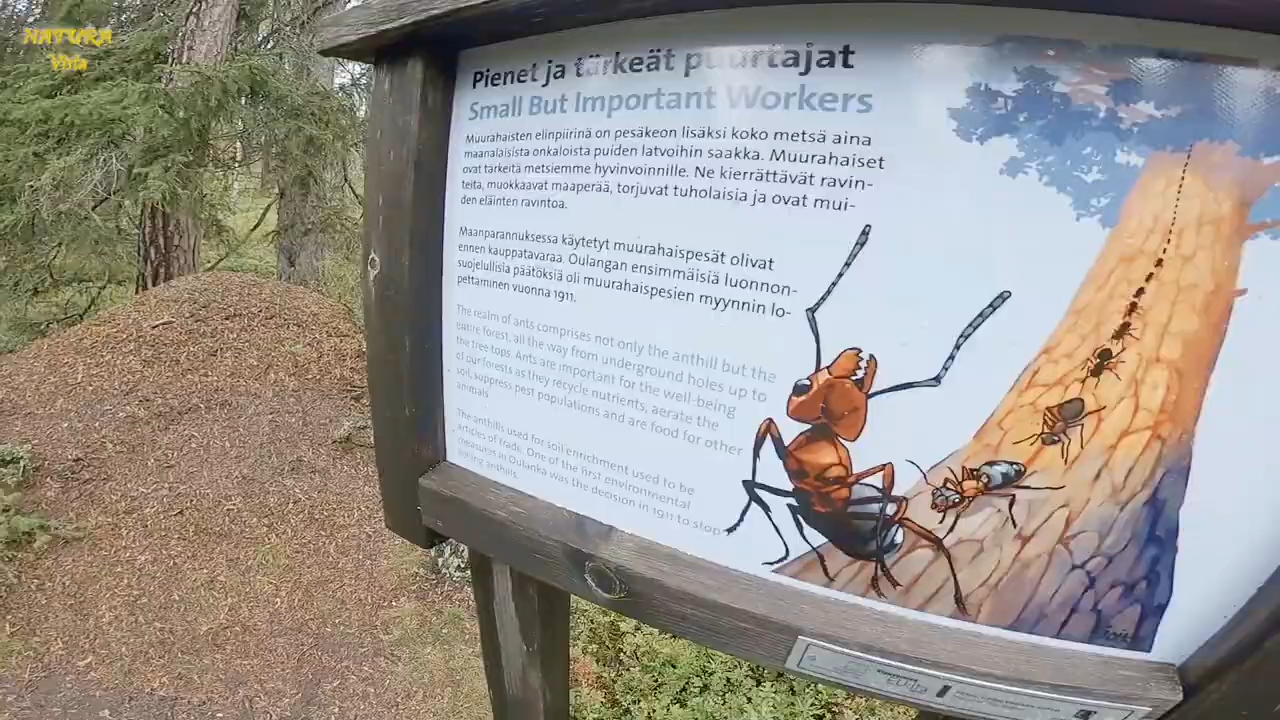 NATURA
Vita
Pienet ja tärkeät puurtajat
Small But Important Workers
Muurahaisten elinpiirinä on pesäkeon lisäksi koko metsä aina
maanalaisista onkaloista puiden latvoihin saakka. Muurahaiset
ovat tärkeitä metsiemme hyvinvoinnille. Ne kierrättävät ravin-
teita, muokkaavat maaperää, torjuvat tuholaisia ja ovat mui-
den eläinten ravintoa.
Maanparannuksessa käytetyt muurahaispesät olivat
ennen kauppatavaraa. Oulangan ensimmäisiä luonnon-
suojelullisia päätöksiä oli muurahaispesien myynnin lo-
pettaminen vuonna 1911.
The realm of ants comprises not only the anthill but the
entire forest, all the way from underground holes up to
the tree tops. Ants are important for the well-being
of our forests as they recycle nutrients, aerate the
soil, suppress pest populations and are food for other
animals.
The anthills used for soil enrichment used to be
articles of trade. One of the first environmental
measures in Oulanka was the decision in 1911 to stop
anthills.